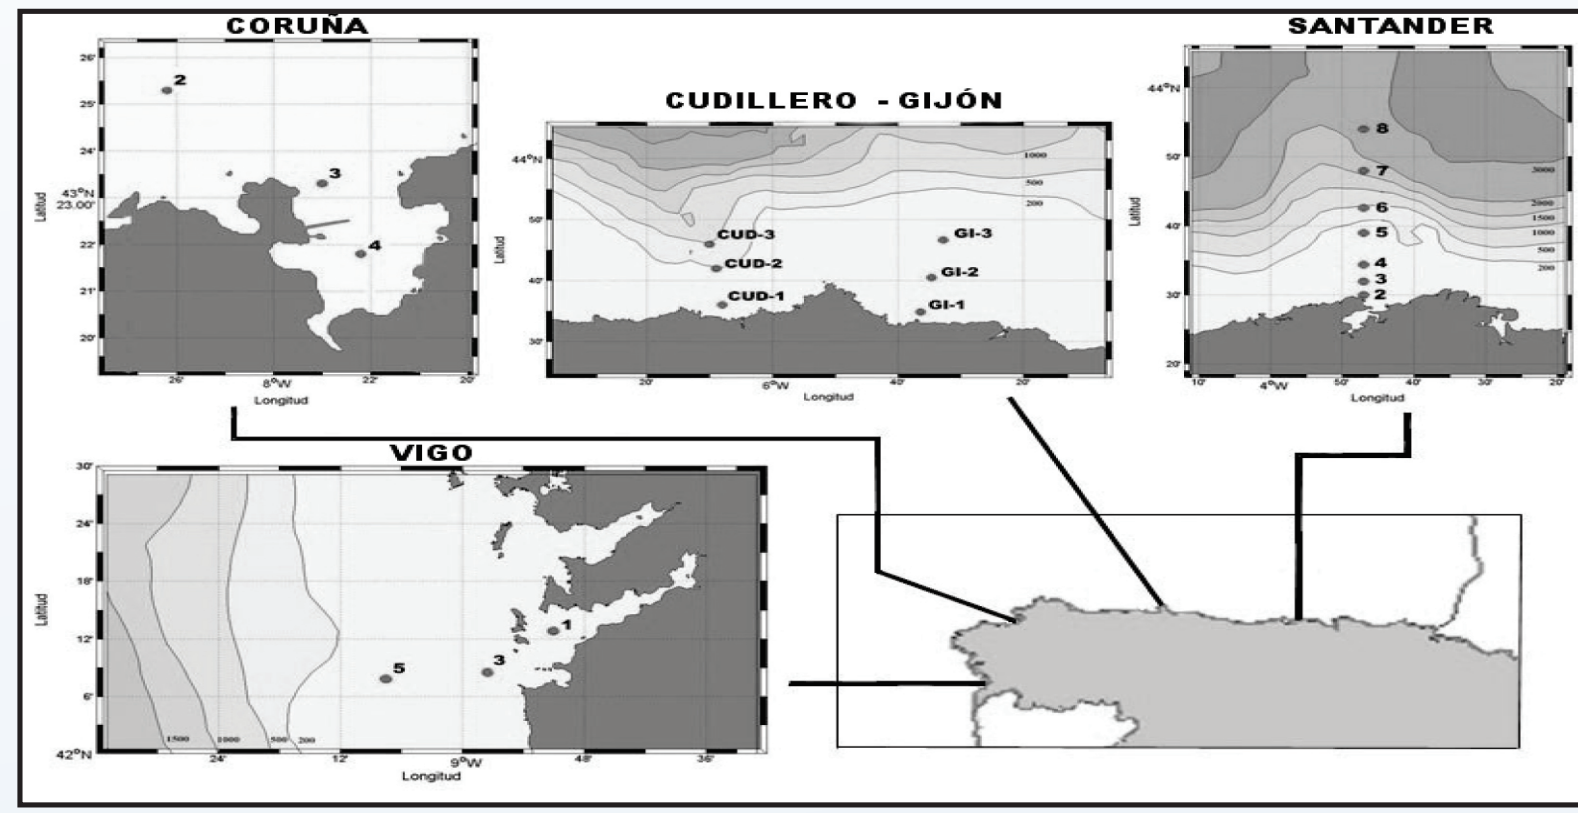 CORUÑA
26'
25'
24'
43°N
23.00'
22'
21'
20'
Latitud
2
3
4
26'
8°W
22'
20'
Longitud
CUDILLERO - GIJÓN
44°N
50'
40'
30'
Latitud
1000
500
200
CUD-3
CUD-2
CUD-1
GI-3
GI-2
GI-1
20'
6°W
40'
20'
Longitud
SANTANDER
44°N
50'
40'
30'
20'
Latitud
8
7
6
5
4
3
2
3000
2000
1500
1000
500
200
10'
4°W
50'
40'
30'
20'
Longitud
VIGO
30'
24'
18'
12'
6'
42°N
Latitud
1
3
5
1500
1000
500
200
24'
12'
9°W
48'
36'
Longitud